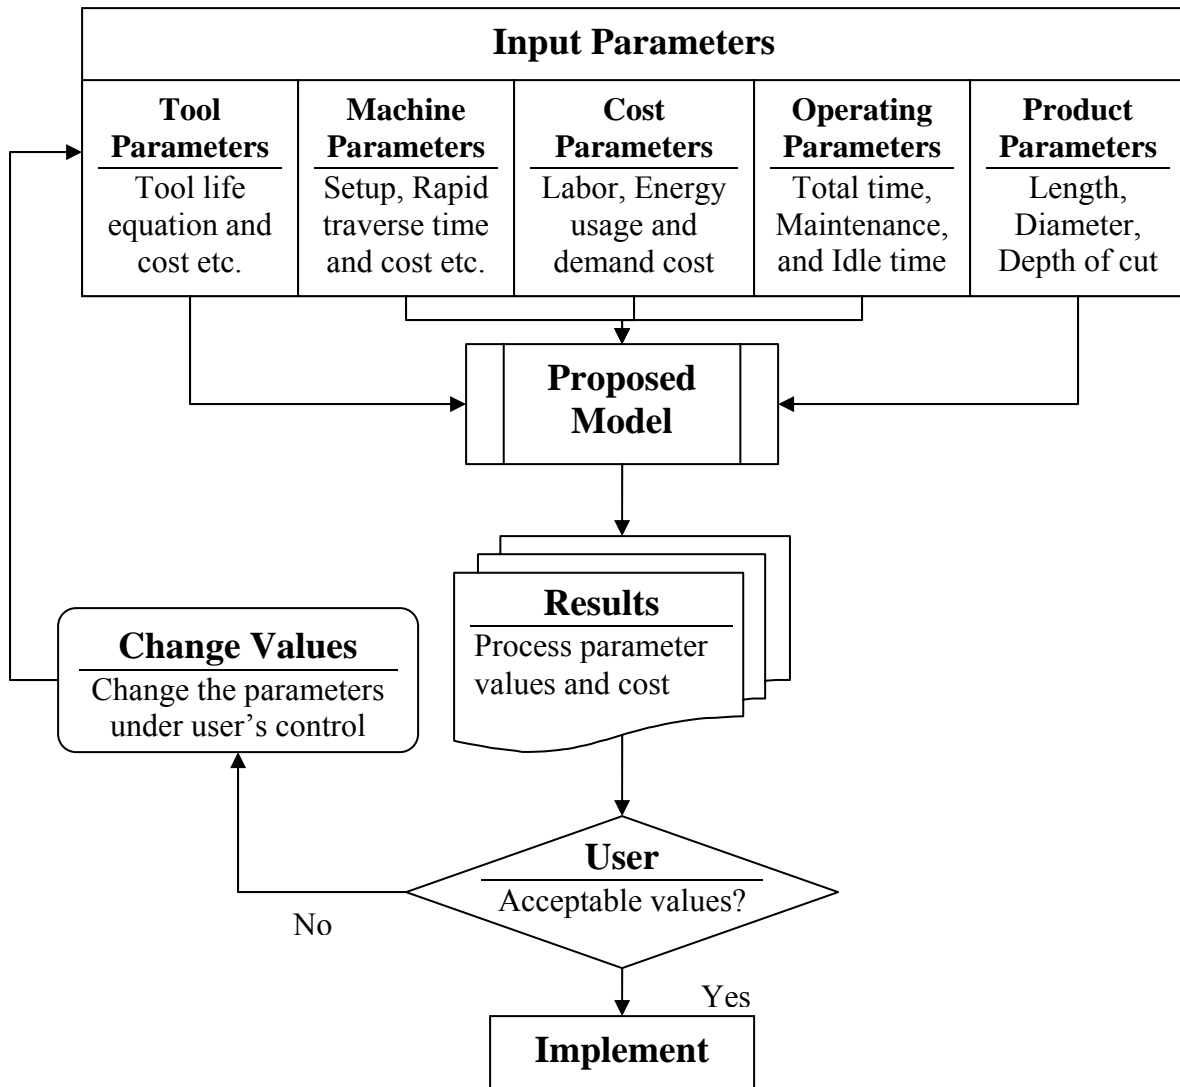 Input Parameters
Tool
Parameters
Tool life
equation and
cost etc.
Machine
Parameters
Setup, Rapid
traverse time
and cost etc.
Cost
Parameters
Labor, Energy
usage and
demand cost
Operating
Parameters
Total time,
Maintenance,
and Idle time
Product
Parameters
Length,
Diameter,
Depth of cut
Proposed
Model
Results
Process parameter
values and cost
Change Values
Change the parameters
under user’s control
User
Acceptable values?
No
Yes
Implement